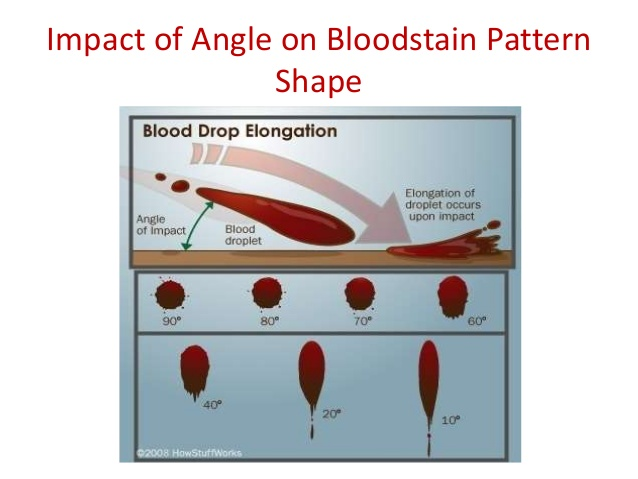 Impact of Angle on Bloodstain Pattern
Shape
Blood Drop Elongation
Elongation of
droplet occurs
upon impact
Angle
of Impact
Blood
droplet
90°
80°
70°
60°
40°
20°
10°
©2008 HowStuffWorks